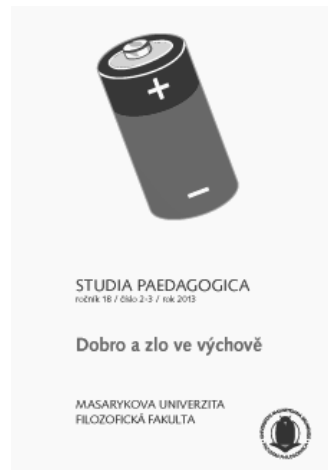 +
−
STUDIA PAEDAGOGICA
ročník 18 / číslo 2-3 / rok 2013
Dobro a zlo ve výchově
MASARYKOVA UNIVERZITA
FILOZOFICKÁ FAKULTA